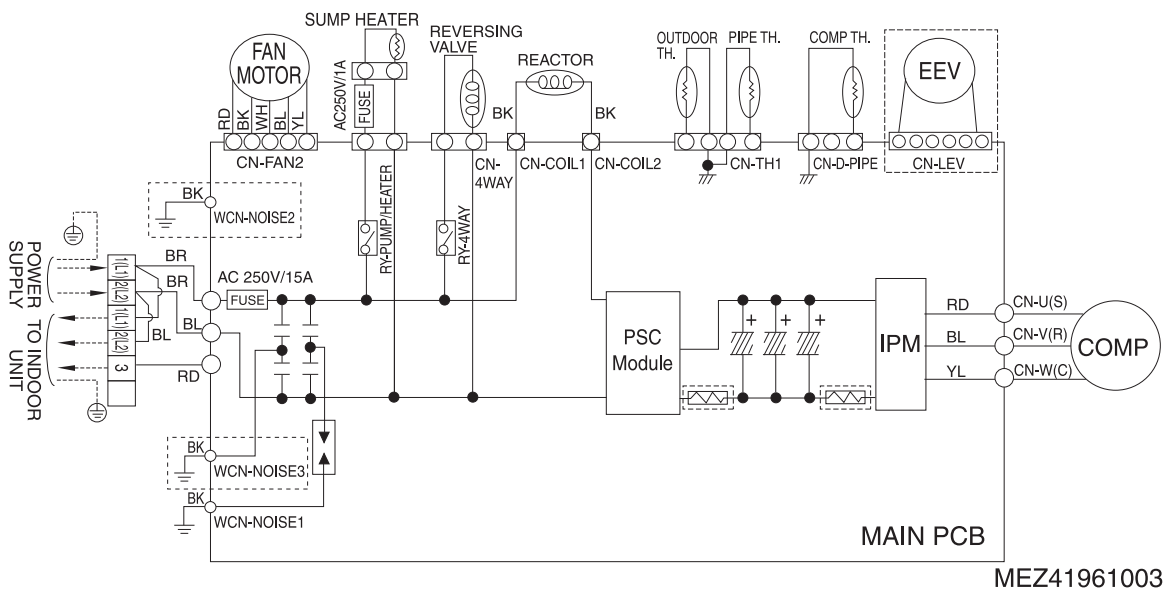 SUMP HEATER
REVERSING
VALVE
FAN
MOTOR
REACTOR
OUTDOOR
TH.
PIPE TH.
COMP TH.
EEV
AC250V/1A
FUSE
RD
BK
WH
BL
YL
BK
BK
CN-FAN2
CN-
4WAY
CN-COIL1
CN-COIL2
CN-TH1
CN-D-PIPE
CN-LEV
BK
WCN-NOISE2
RY-PUMP/HEATER
RY-4WAY
POWER
SUPPLY
TO INDOOR
UNIT
1(L1)
2(L2)
1(L1)
2(L2)
3
BR
BR
BL
BL
RD
AC 250V/15A
FUSE
PSC
Module
+
+
+
IPM
RD
BL
YL
CN-U(S)
CN-V(R)
CN-W(C)
COMP
BK
WCN-NOISE3
BK
WCN-NOISE1
MAIN PCB
MEZ41961003